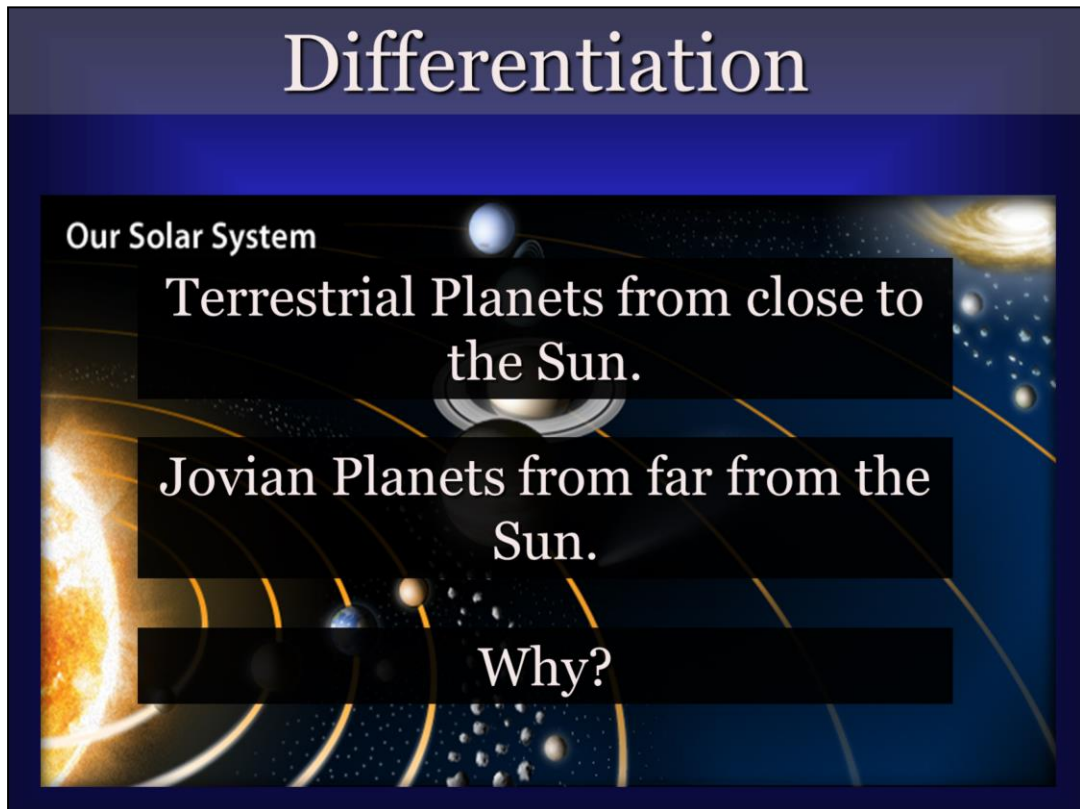 Differentiation
Our Solar System
Terrestrial Planets from close to
the Sun.
Jovian Planets from far from the
Sun.
Why?